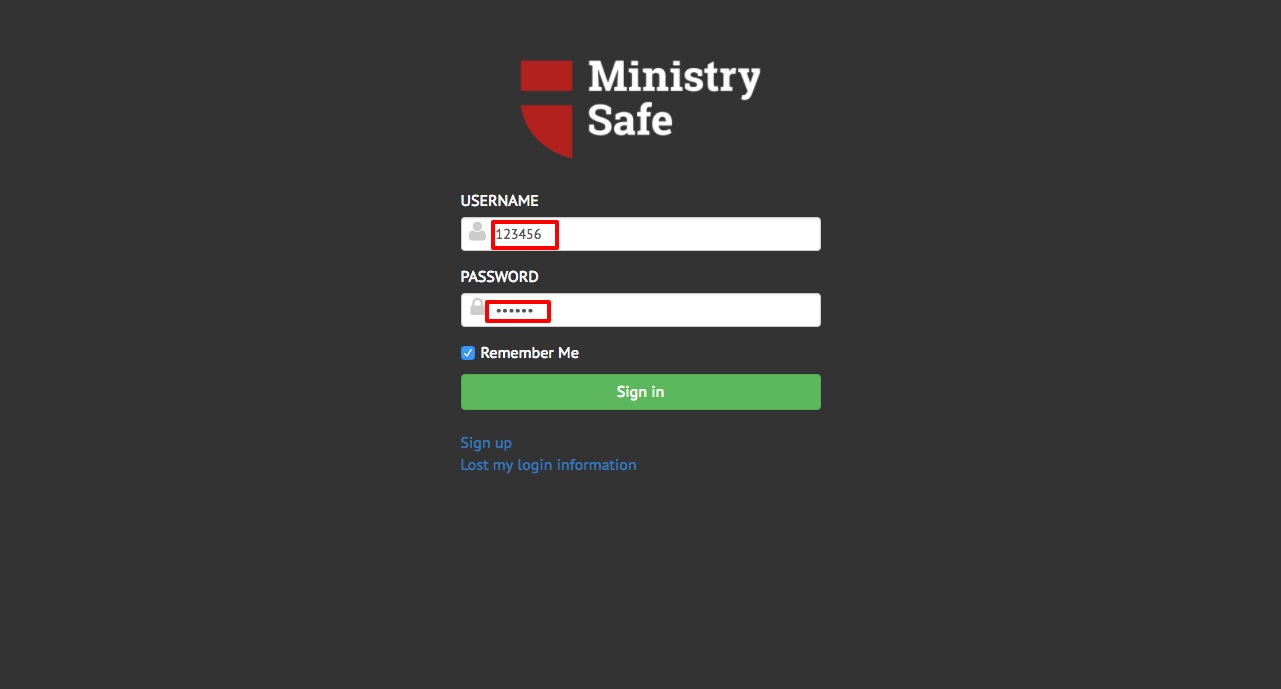 Ministry
Safe
USERNAME
123456
PASSWORD
••••••
Remember Me
Sign in
Sign up
Lost my login information